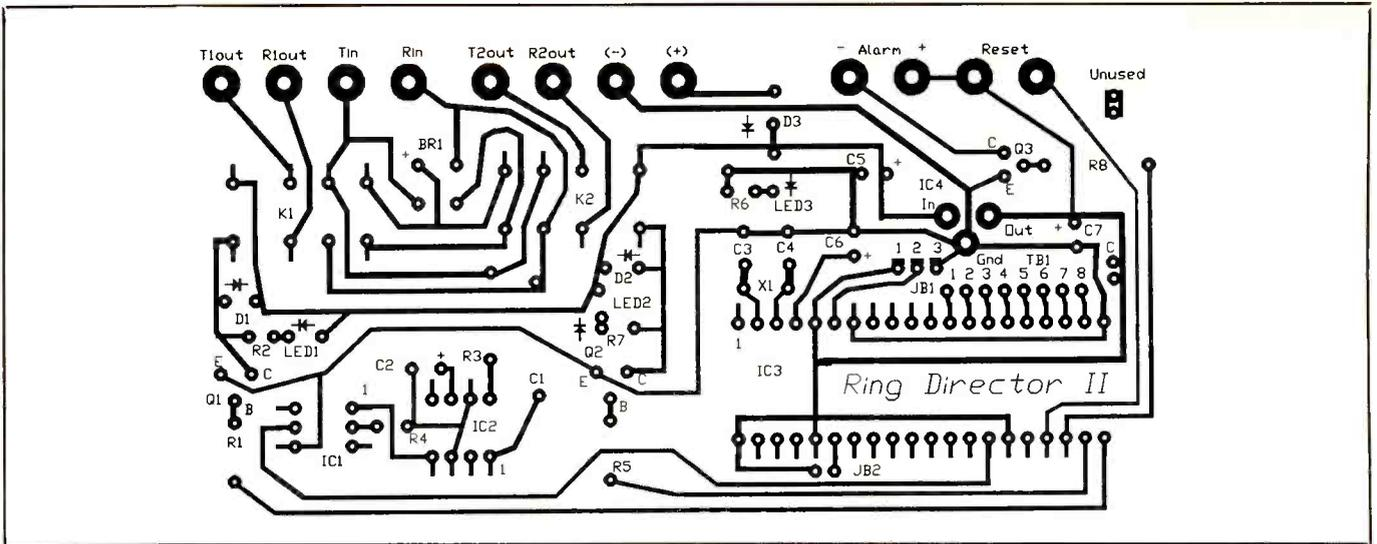 T1out R1out Tin Rin T2out R2out (-) (+) - Alarm + Reset
Unused
D3
BR1
+
C Q3
C5 +
R8
IC4
E
R6 LED3
K1
K2
In
Out
+ C7
C3 C4 C6
+
1 2 3
Gnd TB1
C
D2
X1
JB1
1 2 3 4 5 6 7 8
LED2
D1
R7
1
R2 LED1
Q2
C2 + R3
E C
E C
IC3
Ring Director II
C1
Q1 B
1
B
R1
R4 IC2
IC1
1
R5
JB2